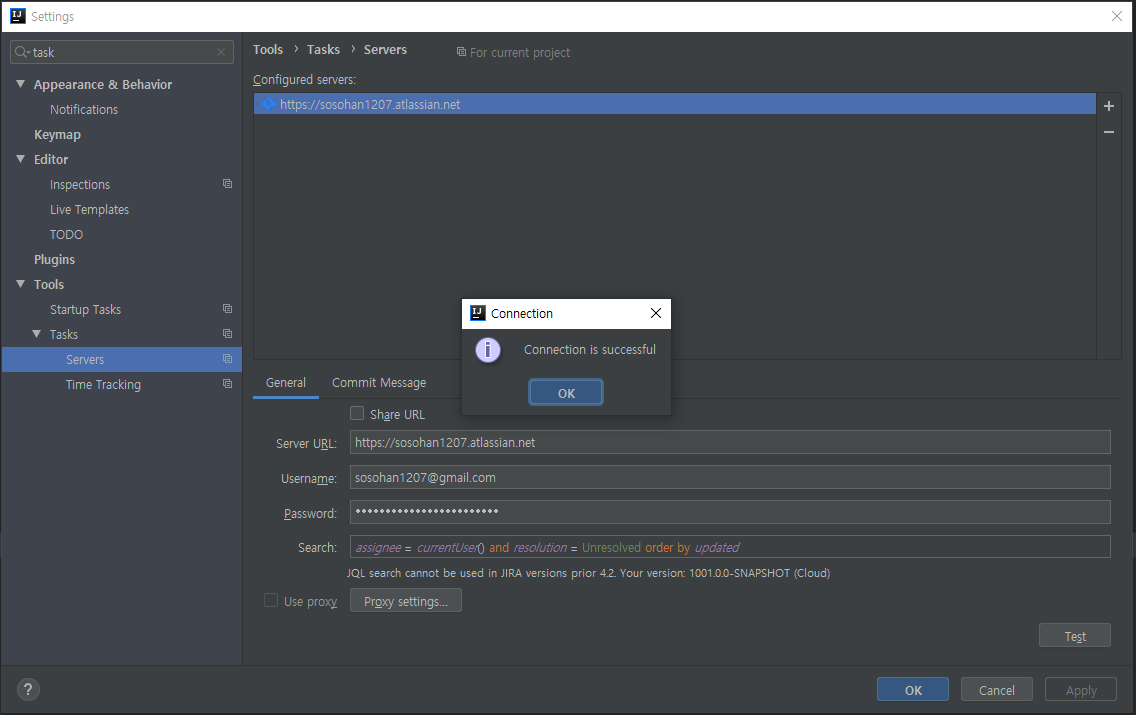 Settings
task
Appearance & Behavior
Notifications
Keymap
Editor
Inspections
Live Templates
TODO
Plugins
Tools
Startup Tasks
Tasks
Servers
Time Tracking
Tools › Tasks › Servers For current project
Configured servers:
https://sosohan1207.atlassian.net
Connection
Connection is successful
OK
General Commit Message
Share URL
Server URL: https://sosohan1207.atlassian.net
Username: sosohan1207@gmail.com
Password: ••••••••••••••••••••••••
Search: assignee = currentUser() and resolution = Unresolved order by updated
JQL search cannot be used in JIRA versions prior 4.2. Your version: 1001.0.0-SNAPSHOT (Cloud)
Use proxy Proxy settings...
Test
? OK Cancel Apply